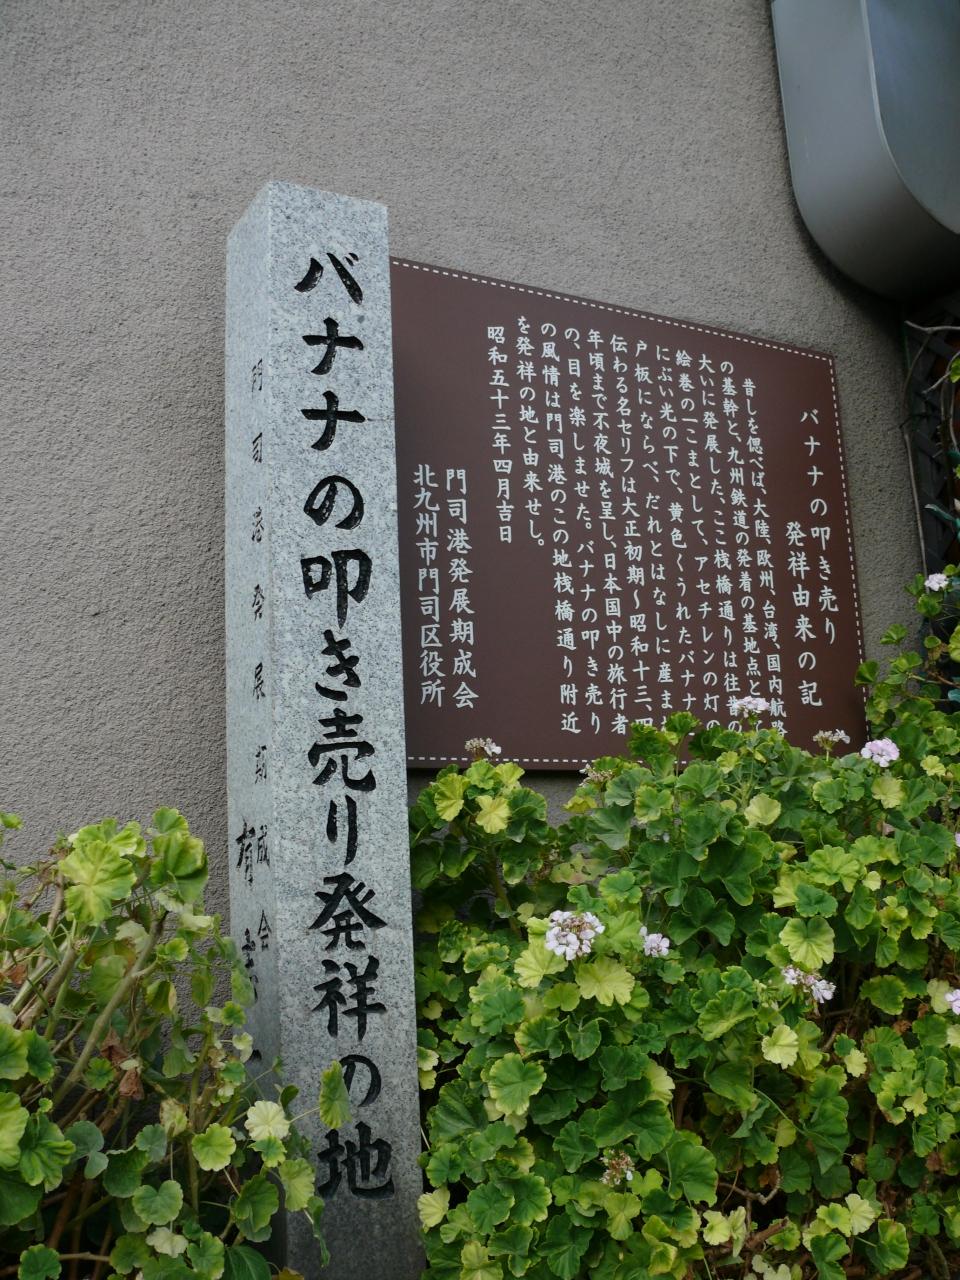 バナナの叩き売り発祥の地
門司港発展期成会
バナナの叩き売り
発祥由来の記
昔しを偲べば、大陸、欧州、台湾、国内航路
の基幹と、九州鉄道の発着の基地点と
大いに発展した、ここ桟橋通りは往昔の
絵巻の一こまとして、アセチレンの灯の
にぶい光の下で、黄色くうれたバナナ
戸板にならべ、だれとはなしに産ま
伝わる名セリフは大正初期〜昭和十三、四
年頃まで不夜城を呈し、日本国中の旅行者
の、目を楽しませた。バナナの叩き売り
の風情は門司港のこの地桟橋通り附近
を発祥の地と由来せし。
昭和五十三年四月吉日
門司港発展期成会
北九州市門司区役所